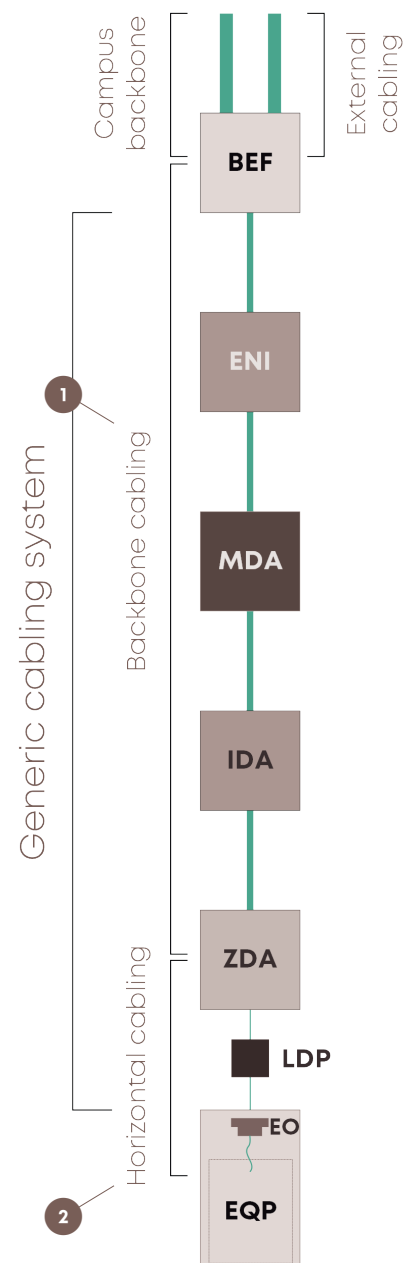 Campus
backbone
External
cabling
BEF
ENI
1
Generic cabling system
Backbone cabling
MDA
IDA
ZDA
Horizontal cabling
LDP
EO
EQP
2